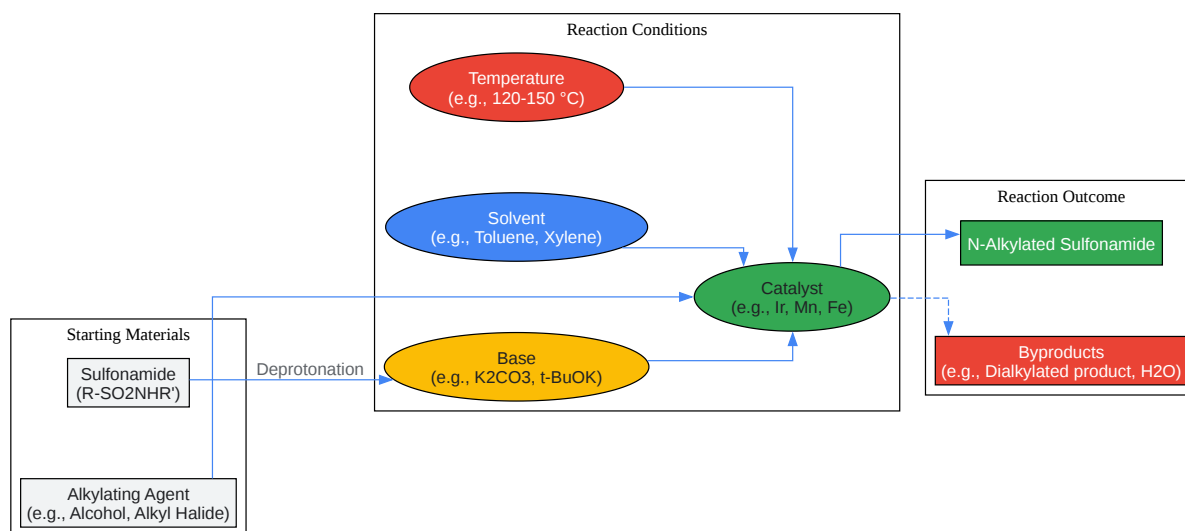 Reaction Conditions
Temperature
(e.g., 120-150 °C)
Solvent
(e.g., Toluene, Xylene)
Catalyst
(e.g., Ir, Mn, Fe)
Base
(e.g., K2CO3, t-BuOK)
Starting Materials
Sulfonamide
(R-SO2NHR')
Deprotonation
Alkylating Agent
(e.g., Alcohol, Alkyl Halide)
Reaction Outcome
N-Alkylated Sulfonamide
Byproducts
(e.g., Dialkylated product, H2O)